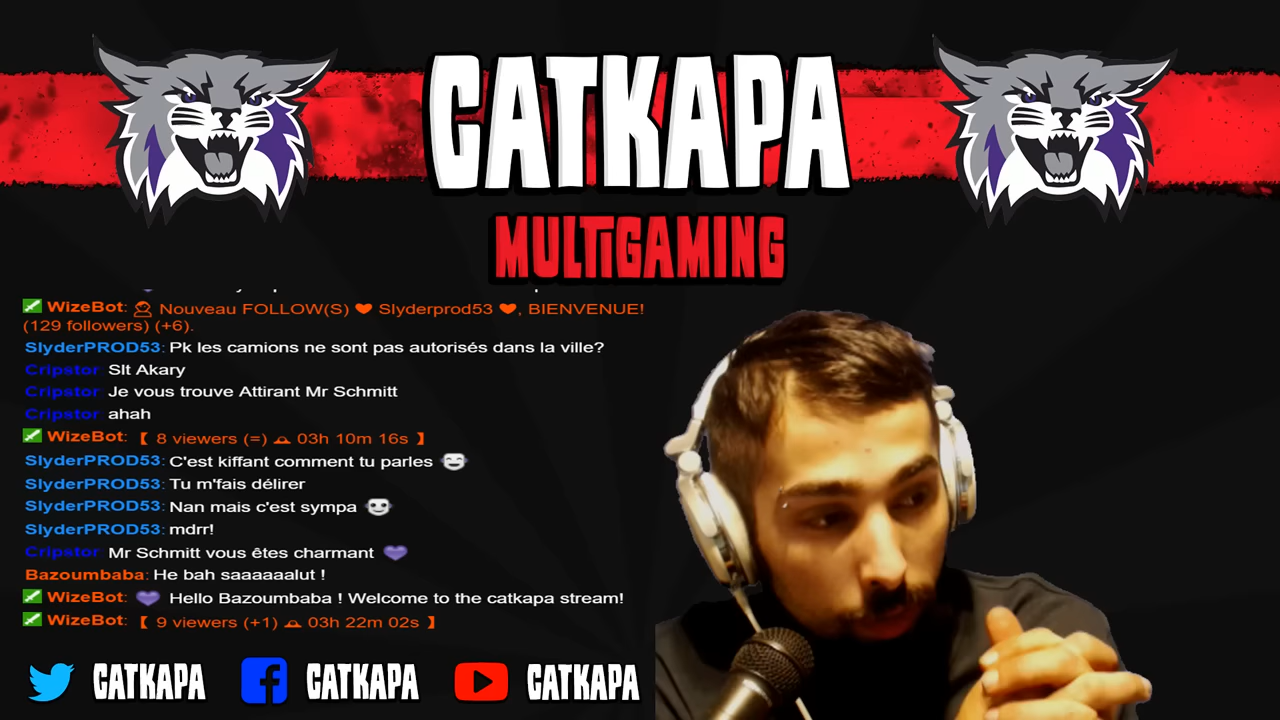 CATKAPA
MULTIGAMING
WizeBot: Nouveau FOLLOW(S) ❤ Slyderprod53 ❤, BIENVENUE!
(129 followers) (+6).
SlyderPROD53: Pk les camions ne sont pas autorisés dans la ville?
Cripstor Slt Akary
Cripstor Je vous trouve Attirant Mr Schmitt
Cripstor ahah
WizeBot: 【 8 viewers (=) 03h 10m 16s 】
SlyderPROD53: C'est kiffant comment tu parles
SlyderPROD53: Tu m'fais délirer
SlyderPROD53: Nan mais c'est sympa
SlyderPROD53: mdrr!
Cripstor Mr Schmitt vous êtes charmant
Bazoumbaba: He bah saaaaaalut !
WizeBot: Hello Bazoumbaba ! Welcome to the catkapa stream!
WizeBot: 【 9 viewers (+1) 03h 22m 02s 】
CATKAPA CATKAPA CATKAPA